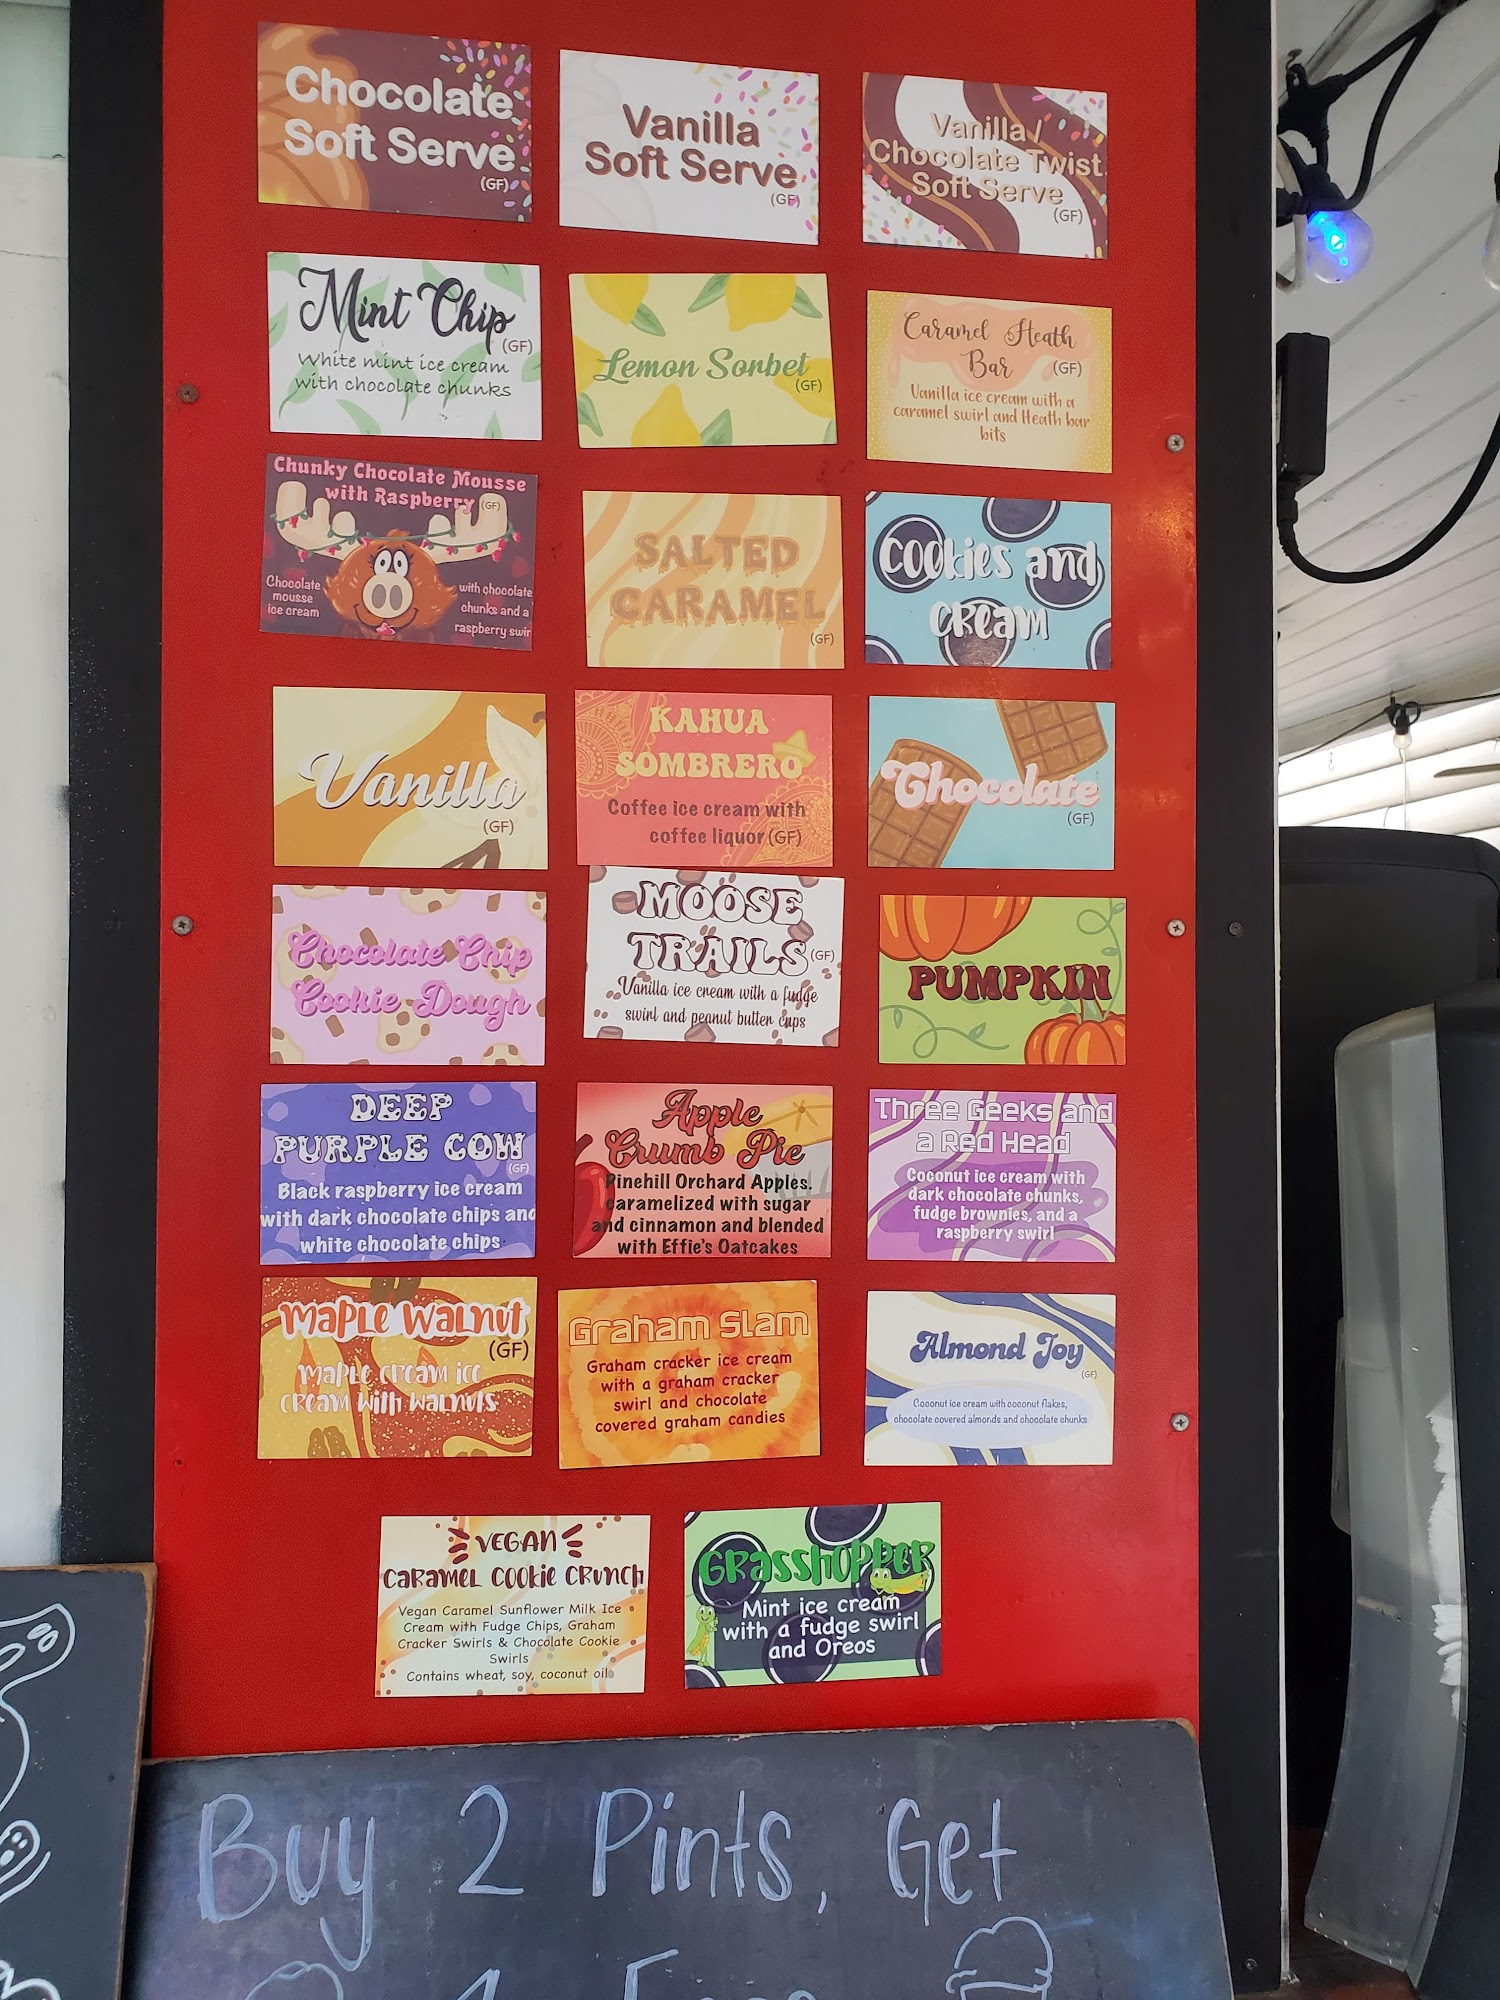 Chocolate
Soft Serve
(GF)
Vanilla
Soft Serve
(GF)
Vanilla /
Chocolate Twist
Soft Serve
(GF)
Mint Chip
(GF)
White mint ice cream
with chocolate chunks
Lemon Sorbet
(GF)
Caramel Heath
Bar (GF)
Vanilla ice cream with a
caramel swirl and Heath bar
bits
Chunky Chocolate Mousse
with Raspberry (GF)
Chocolate
mousse
ice cream
with chocolate
chunks and a
raspberry swir
SALTED
CARAMEL
(GF)
COOKIES and
CREAM
Vanilla
(GF)
KAHUA
SOMBRERO
Coffee ice cream with
coffee liquor (GF)
Chocolate
(GF)
Chocolate Chip
Cookie Dough
MOOSE
TRAILS (GF)
Vanilla ice cream with a fudge
swirl and peanut butter cups
PUMPKIN
DEEP
PURPLE COW
(GF)
Black raspberry ice cream
with dark chocolate chips and
white chocolate chips
Apple
Crumb Pie
Pinehill Orchard Apples.
caramelized with sugar
and cinnamon and blended
with Effie's Oatcakes
Three Geeks and
a Red Head
Coconut ice cream with
dark chocolate chunks,
fudge brownies, and a
raspberry swirl
Maple Walnut
(GF)
Maple cream ice
cream with walnuts
Graham Slam
Graham cracker ice cream
with a graham cracker
swirl and chocolate
covered graham candies
Almond Joy
(GF)
Coconut ice cream with coconut flakes,
chocolate covered almonds and chocolate chunks
VEGAN
CARAMEL COOKIE CRUNCH
Vegan Caramel Sunflower Milk Ice
Cream with Fudge Chips, Graham
Cracker Swirls & Chocolate Cookie
Swirls
Contains wheat, soy, coconut oil
Grasshopper
Mint ice cream
with a fudge swirl
and Oreos
Buy 2 Pints, Get
1 Free